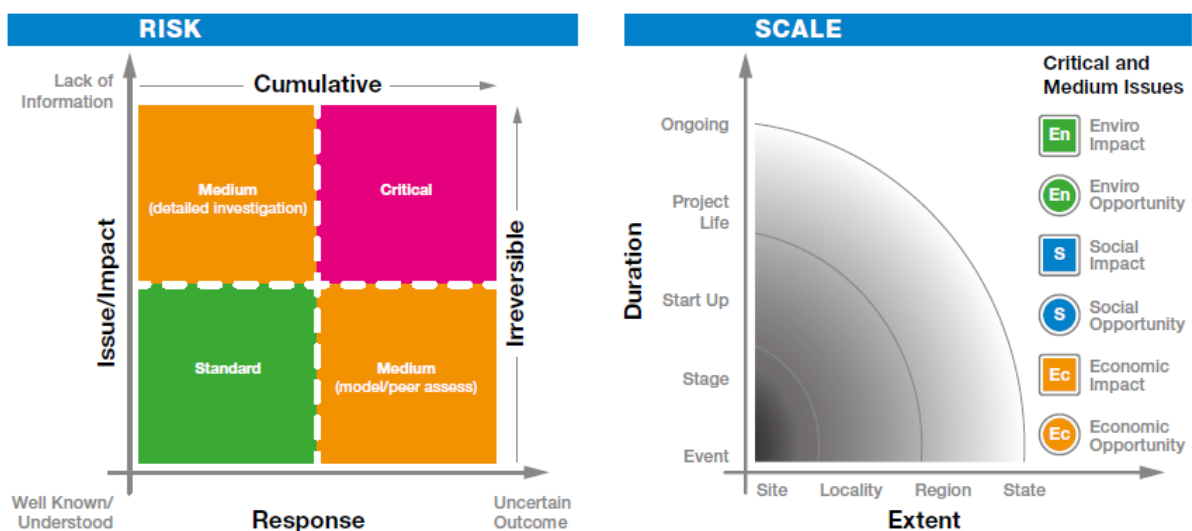 RISK
Lack of
Information
Cumulative
Medium
(detailed investigation)
Critical
Issue/Impact
Irreversible
Standard
Medium
(model/peer assess)
Well Known/
Understood
Response
Uncertain
Outcome
SCALE
Critical and
Medium Issues
Ongoing
Project
Life
Duration
Start Up
Stage
Event
Site
Locality
Region
State
Extent
En
Enviro
Impact
En
Enviro
Opportunity
S
Social
Impact
S
Social
Opportunity
Ec
Economic
Impact
Ec
Economic
Opportunity